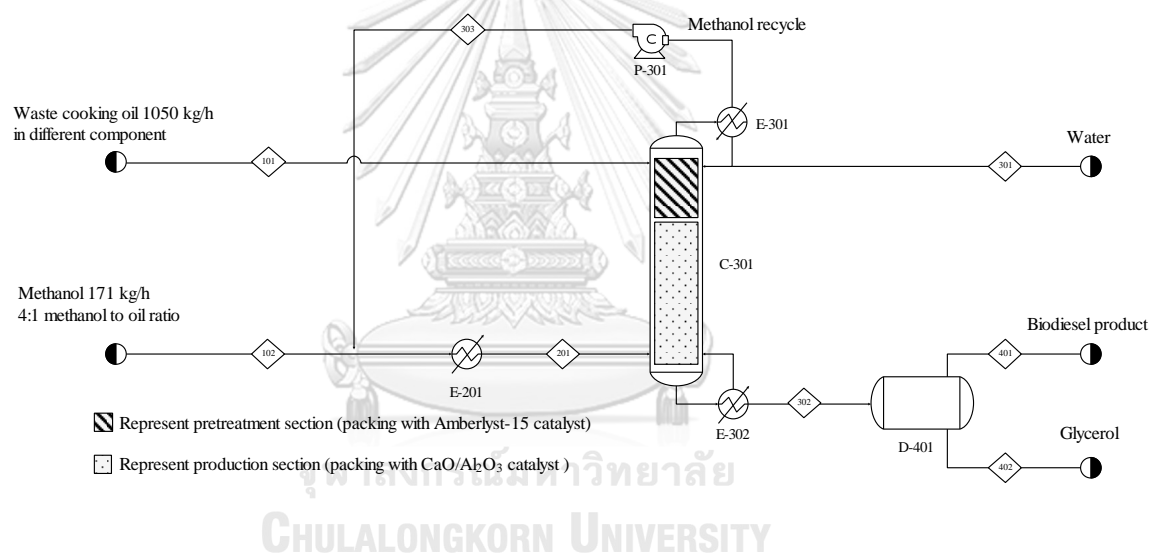 303
Methanol recycle
C
P-301
Waste cooking oil 1050 kg/h
in different component
E-301
Water
101
301
C-301
Methanol 171 kg/h
4:1 methanol to oil ratio
Biodiesel product
102
201
401
E-201
302
Represent pretreatment section (packing with Amberlyst-15 catalyst)
E-302
Glycerol
D-401
Represent production section (packing with CaO/Al₂O₃ catalyst )
402
จุฬาลงกรณ์มหาวิทยาลัย
CHULALONGKORN UNIVERSITY